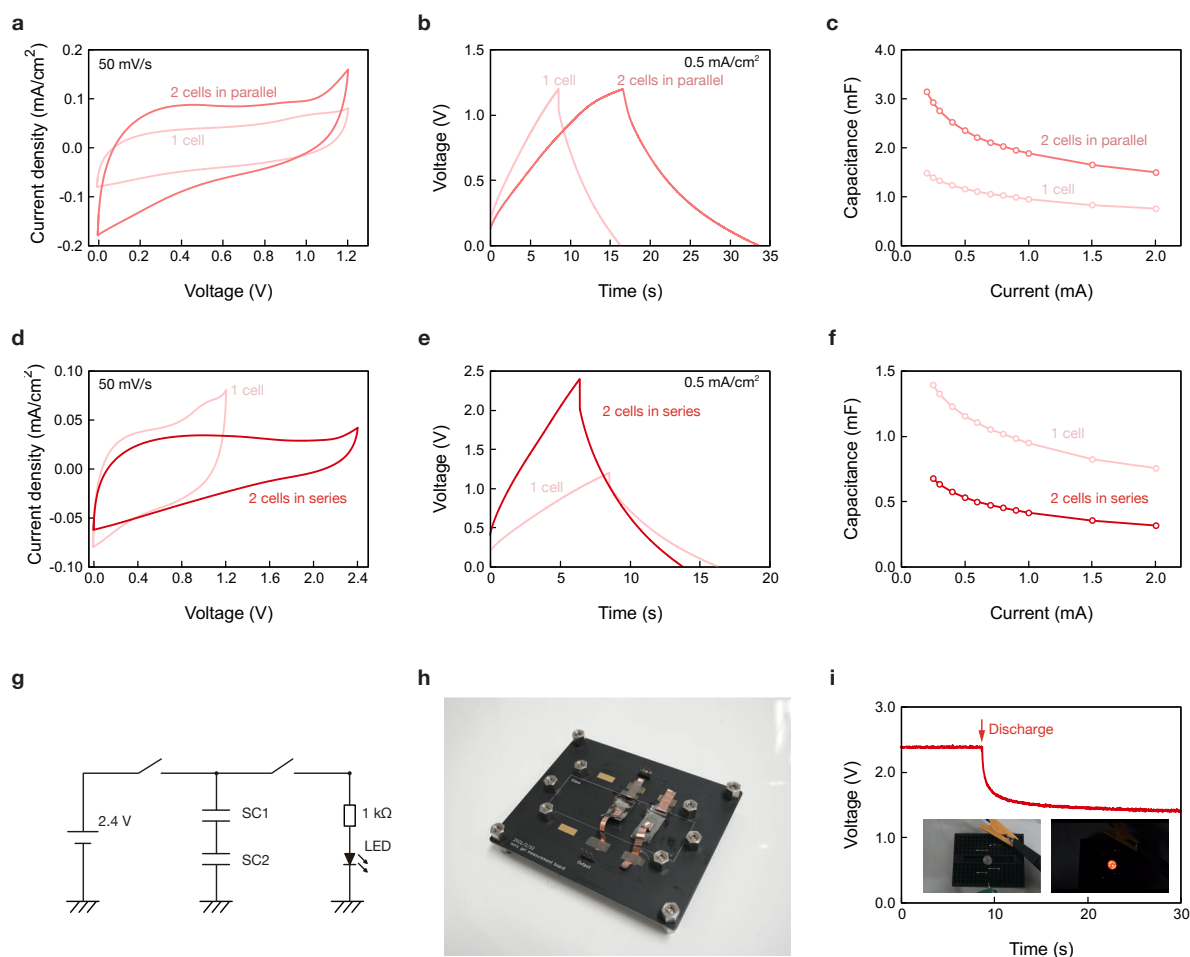 a
50 mV/s
2 cells in parallel
1 cell
Current density (mA/cm²)
0.2
0.1
0.0
-0.1
-0.2
0.0 0.2 0.4 0.6 0.8 1.0 1.2
Voltage (V)
b
0.5 mA/cm²
1 cell
2 cells in parallel
Voltage (V)
1.5
1.0
0.5
0.0
0 5 10 15 20 25 30 35
Time (s)
c
2 cells in parallel
1 cell
Capacitance (mF)
4.0
3.0
2.0
1.0
0.0
0.0 0.5 1.0 1.5 2.0
Current (mA)
d
50 mV/s
1 cell
2 cells in series
Current density (mA/cm²)
0.10
0.05
0.00
-0.05
-0.10
0.0 0.6 1.2 1.6 2.4
Voltage (V)
e
0.5 mA/cm²
2 cells in series
1 cell
Voltage (V)
2.5
2.0
1.5
1.0
0.5
0.0
0 5 10 15 20
Time (s)
f
1 cell
2 cells in series
Capacitance (mF)
1.5
1.0
0.5
0.0
0.0 0.5 1.0 1.5 2.0
Current (mA)
g
2.4 V
SC1
SC2
1 kΩ
LED
h
measurement board
Output
i
Discharge
Voltage (V)
3.0
2.0
1.0
0.0
0 10 20 30
Time (s)